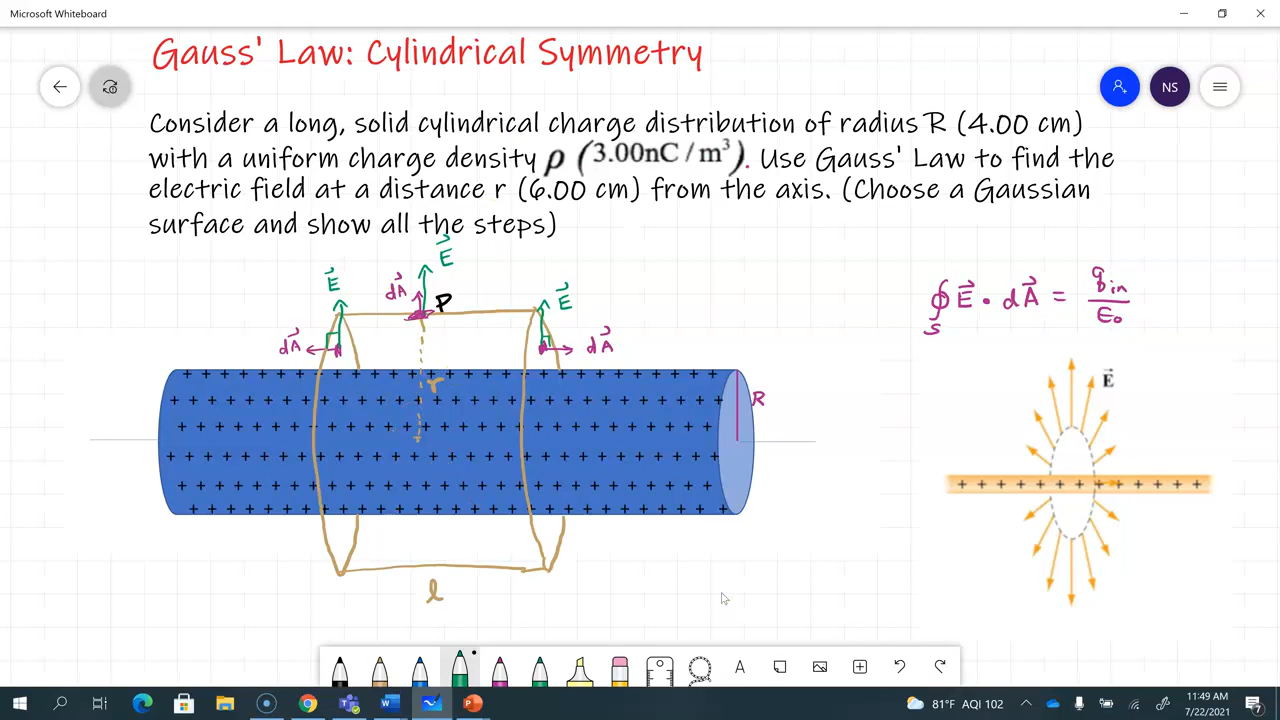 Microsoft Whiteboard
Gauss' Law: Cylindrical Symmetry
NS
Consider a long, solid cylindrical charge distribution of radius R (4.00 cm)
with a uniform charge density ρ (3.00nC / m³). Use Gauss' Law to find the
electric field at a distance r (6.00 cm) from the axis. (Choose a Gaussian
surface and show all the steps)
E⃗
E⃗ dA⃗ P E⃗
dA⃗ dA⃗
∮ₛ E⃗ • dA⃗ = q_in / ε₀
r
R
E⃗
l
A
81°F AQI 102
11:49 AM
7/22/2021
7